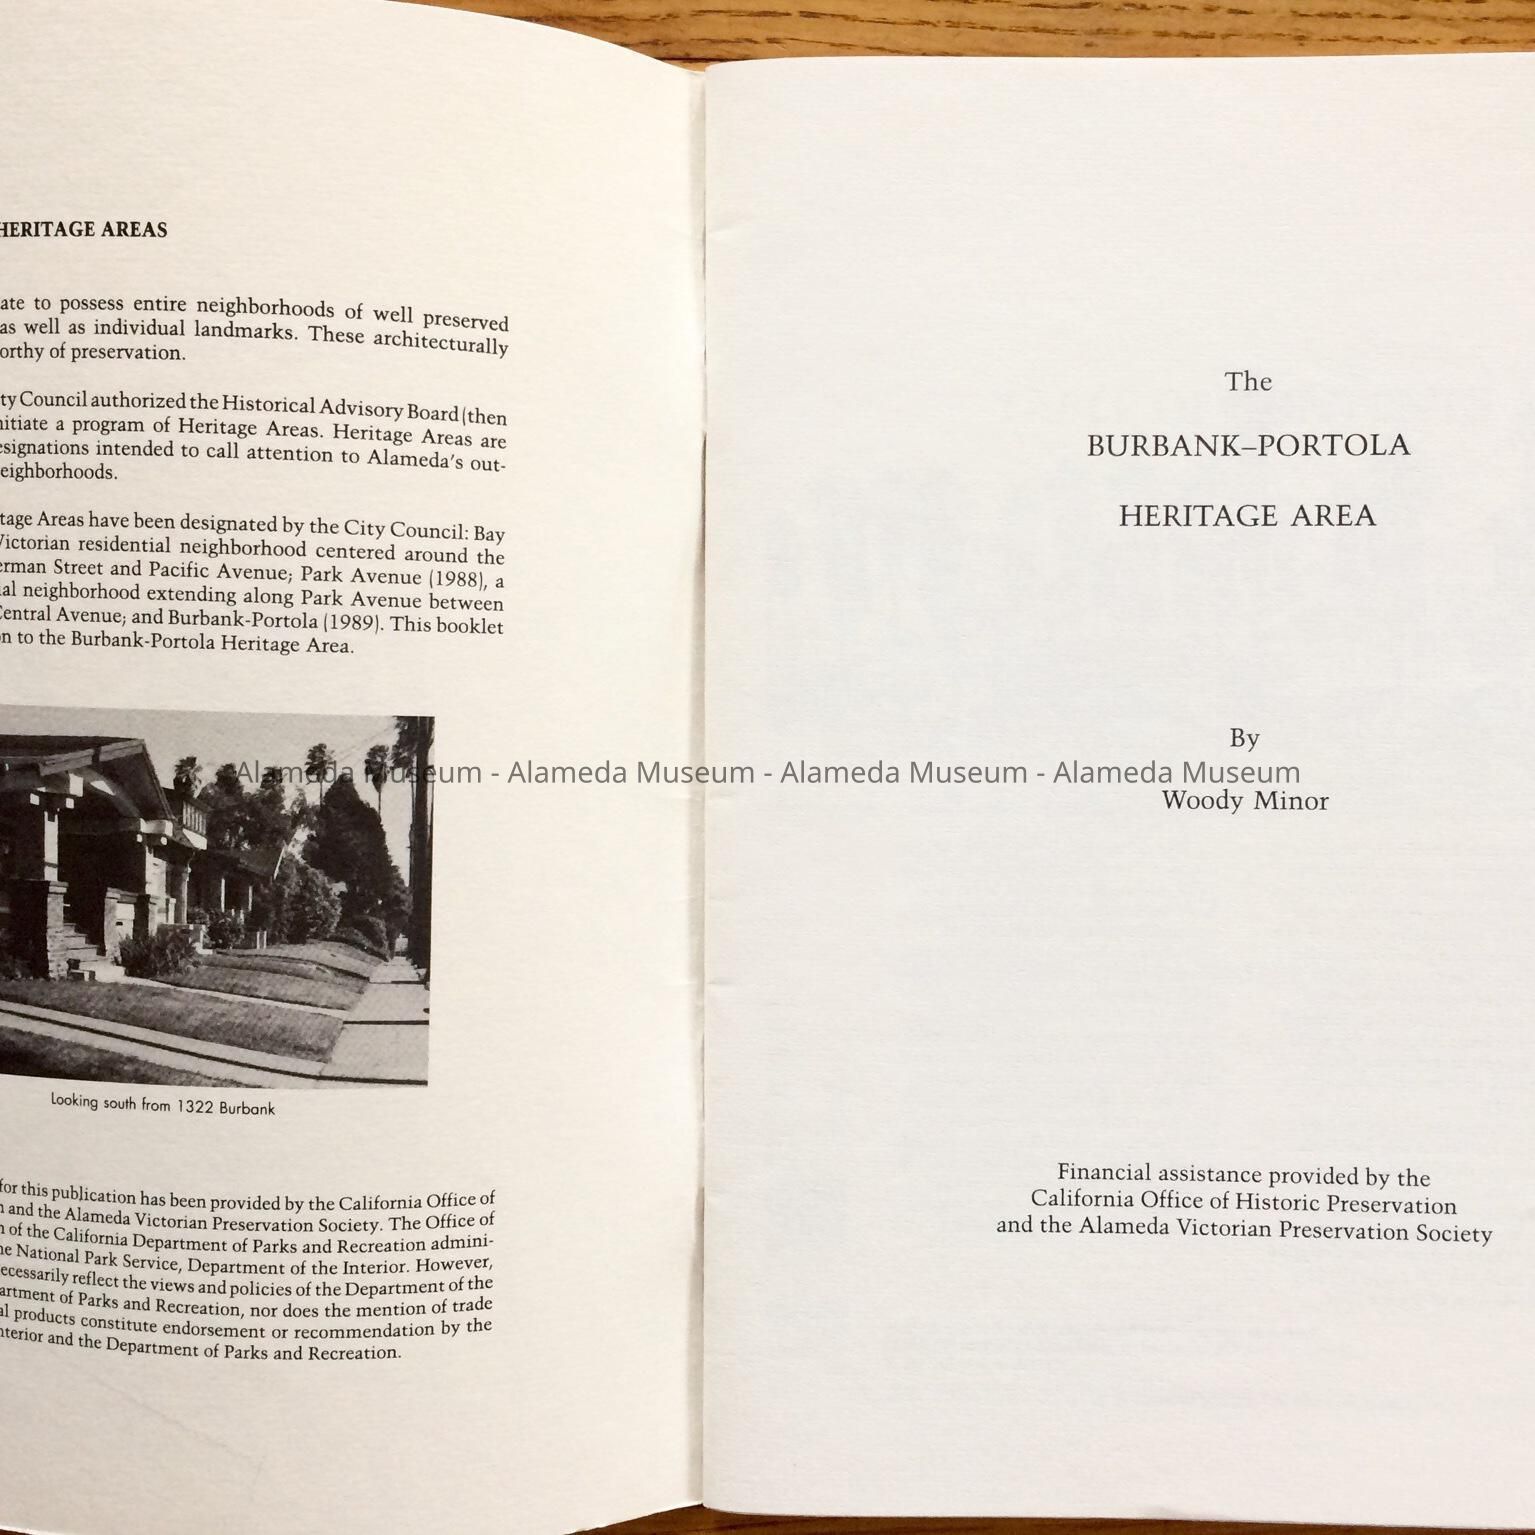 HERITAGE AREAS
ate to possess entire neighborhoods of well preserved
as well as individual landmarks. These architecturally
orthy of preservation.
ty Council authorized the Historical Advisory Board (then
nitiate a program of Heritage Areas. Heritage Areas are
esignations intended to call attention to Alameda's out-
eighborhoods.
tage Areas have been designated by the City Council: Bay
Victorian residential neighborhood centered around the
erman Street and Pacific Avenue; Park Avenue (1988), a
al neighborhood extending along Park Avenue between
Central Avenue; and Burbank-Portola (1989). This booklet
n to the Burbank-Portola Heritage Area.
Looking south from 1322 Burbank
for this publication has been provided by the California Office of
n and the Alameda Victorian Preservation Society. The Office of
n of the California Department of Parks and Recreation admini-
he National Park Service, Department of the Interior. However,
ecessarily reflect the views and policies of the Department of the
artment of Parks and Recreation, nor does the mention of trade
al products constitute endorsement or recommendation by the
nterior and the Department of Parks and Recreation.
The
BURBANK–PORTOLA
HERITAGE AREA
By
Alameda Museum - Alameda Museum - Alameda Museum - Alameda Museum
Woody Minor
Financial assistance provided by the
California Office of Historic Preservation
and the Alameda Victorian Preservation Society